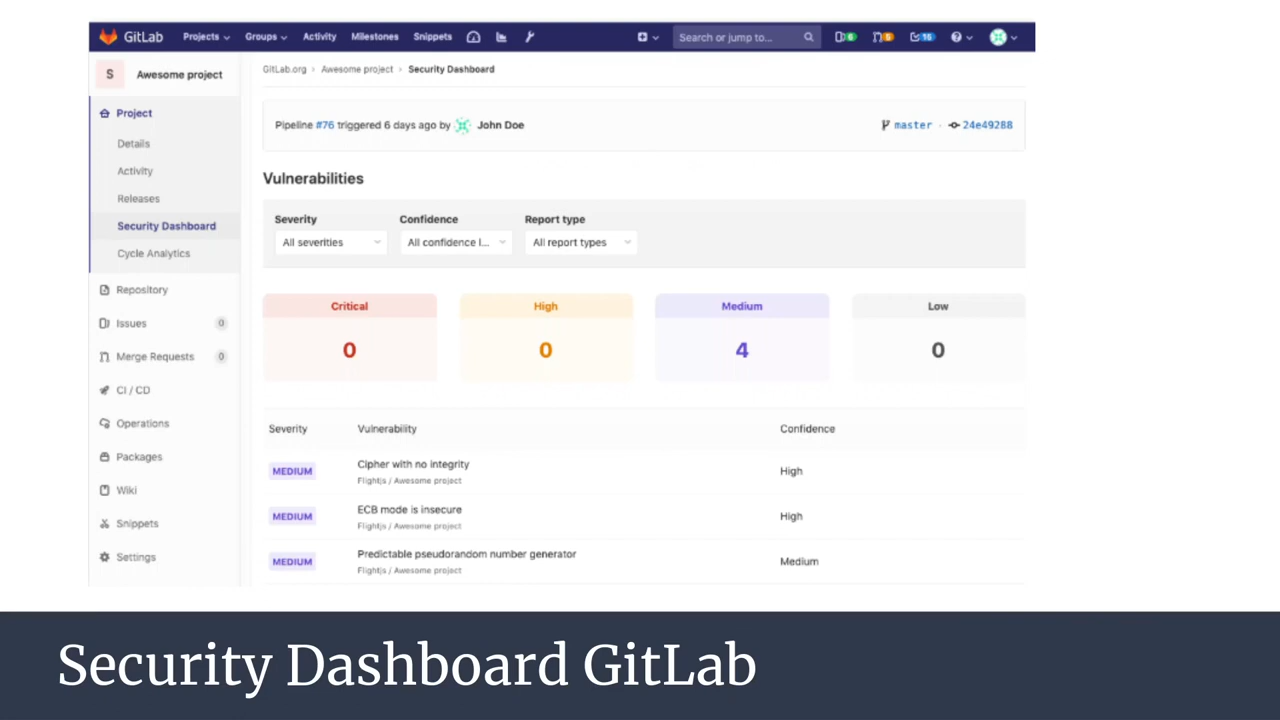 GitLab Projects Groups Activity Milestones Snippets Search or jump to... 6 5 16
S Awesome project
GitLab.org › Awesome project › Security Dashboard
Project
Details
Activity
Releases
Security Dashboard
Cycle Analytics
Repository
Issues 0
Merge Requests 0
CI / CD
Operations
Packages
Wiki
Snippets
Settings
Pipeline #76 triggered 6 days ago by John Doe
master · 24e49288
Vulnerabilities
Severity Confidence Report type
All severities All confidence l... All report types
Critical High Medium Low
0 0 4 0
Severity Vulnerability Confidence
MEDIUM Cipher with no integrity High
Flightjs / Awesome project
MEDIUM ECB mode is insecure High
Flightjs / Awesome project
MEDIUM Predictable pseudorandom number generator Medium
Flightjs / Awesome project
Security Dashboard GitLab